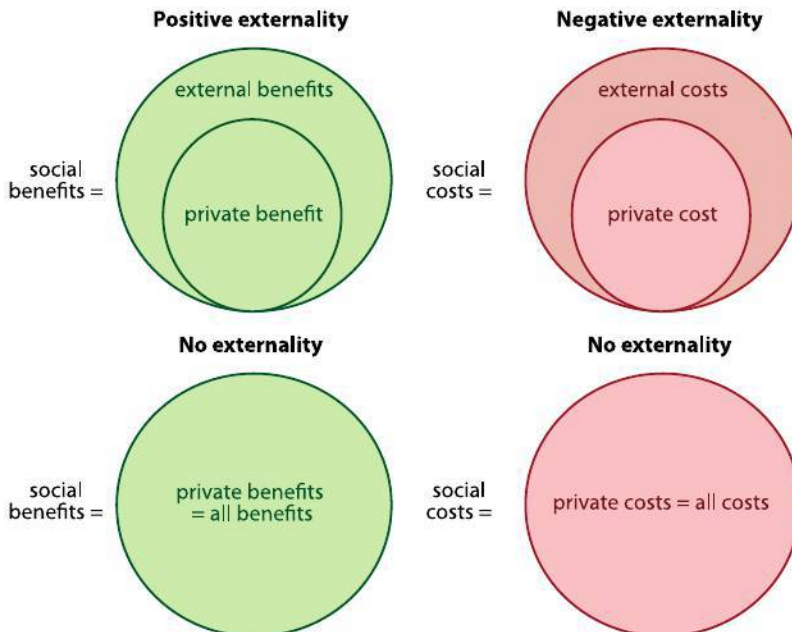 Positive externality
external benefits
social
benefits =
private benefit
Negative externality
external costs
social
costs =
private cost
No externality
social
benefits =
private benefits
= all benefits
No externality
social
costs =
private costs = all costs